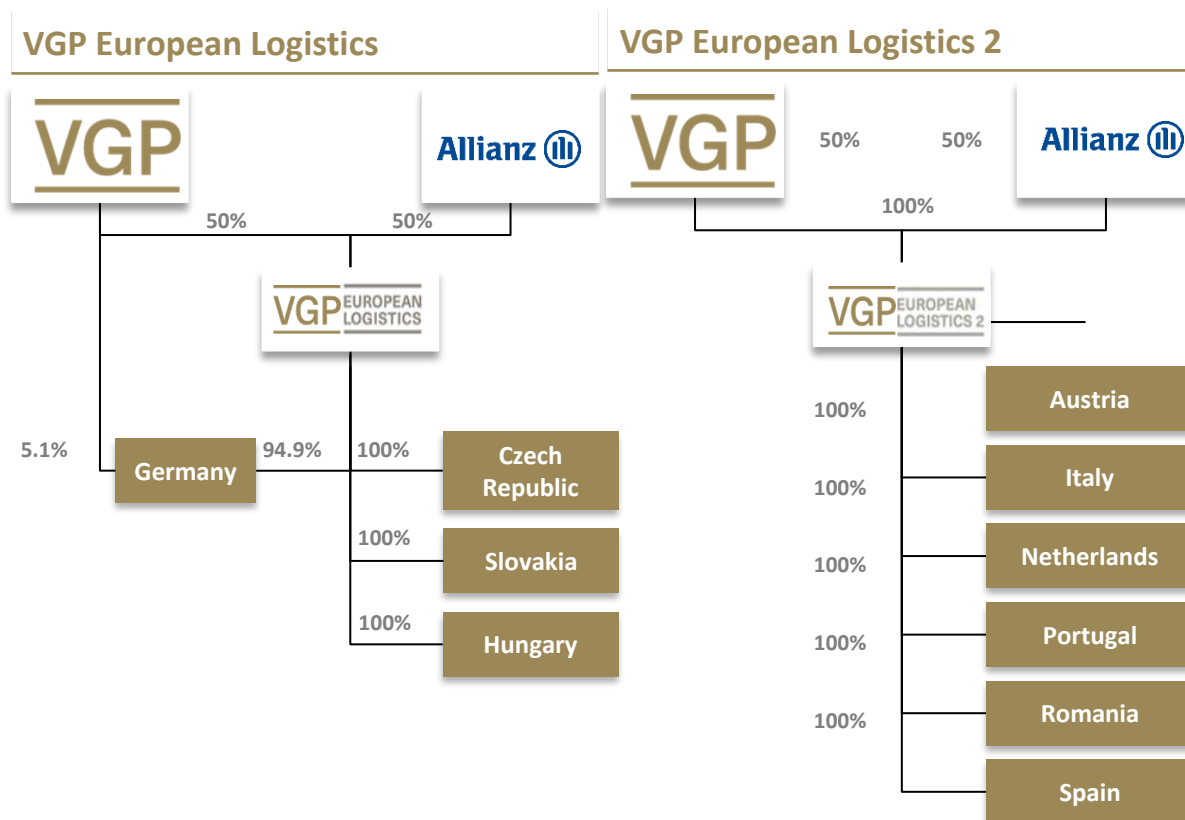 VGP European Logistics
VGP
Allianz
50%
50%
VGP EUROPEAN
LOGISTICS
5.1%
Germany
94.9%
100%
Czech
Republic
100%
Slovakia
100%
Hungary
VGP European Logistics 2
VGP
50%
50%
Allianz
100%
VGP EUROPEAN
LOGISTICS 2
100%
Austria
100%
Italy
100%
Netherlands
100%
Portugal
100%
Romania
Spain